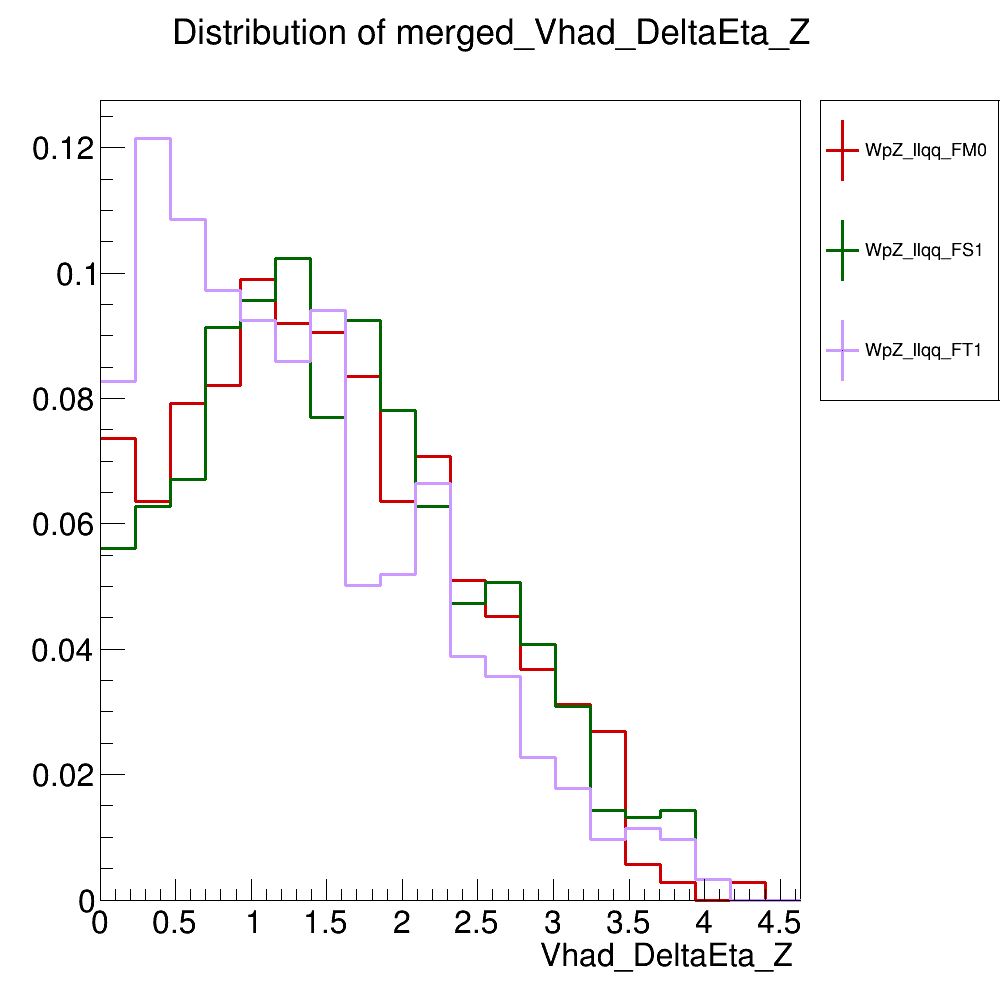 Distribution of merged_Vhad_DeltaEta_Z
0.12
0.1
0.08
0.06
0.04
0.02
0
0 0.5 1 1.5 2 2.5 3 3.5 4 4.5
Vhad_DeltaEta_Z
WpZ_llqq_FM0
WpZ_llqq_FS1
WpZ_llqq_FT1